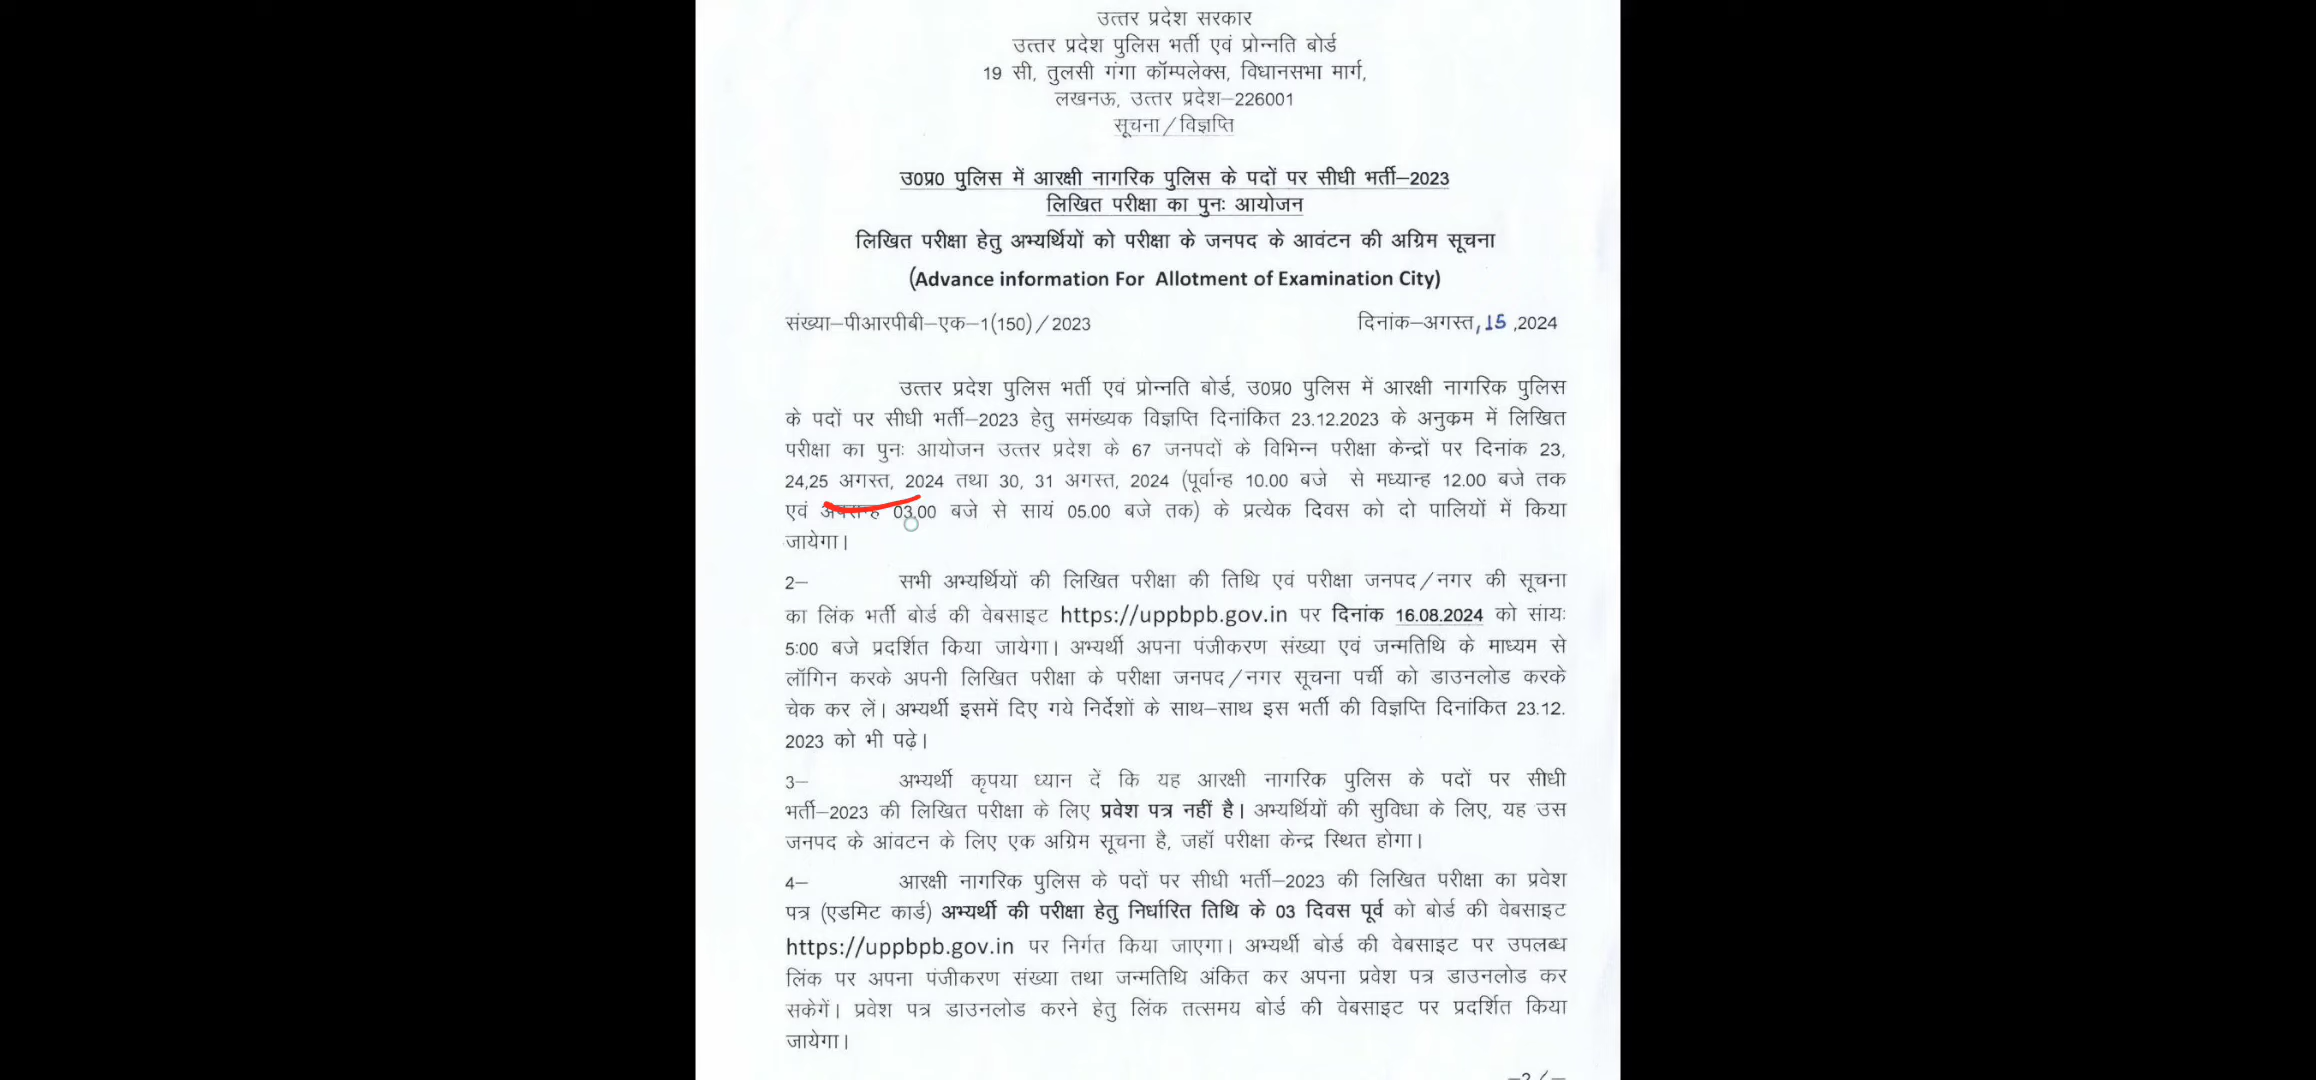 उत्तर प्रदेश सरकार
उत्तर प्रदेश पुलिस भर्ती एवं प्रोन्नति बोर्ड
19 सी, तुलसी गंगा कॉम्पलेक्स, विधानसभा मार्ग,
लखनऊ, उत्तर प्रदेश–226001
सूचना/विज्ञप्ति
उ0प्र0 पुलिस में आरक्षी नागरिक पुलिस के पदों पर सीधी भर्ती–2023
लिखित परीक्षा का पुनः आयोजन
लिखित परीक्षा हेतु अभ्यर्थियों को परीक्षा के जनपद के आवंटन की अग्रिम सूचना
(Advance information For Allotment of Examination City)
संख्या–पीआरपीबी–एक–1(150)/2023 दिनांक–अगस्त,15,2024
उत्तर प्रदेश पुलिस भर्ती एवं प्रोन्नति बोर्ड, उ0प्र0 पुलिस में आरक्षी नागरिक पुलिस
के पदों पर सीधी भर्ती–2023 हेतु समंख्यक विज्ञप्ति दिनांकित 23.12.2023 के अनुकम में लिखित
परीक्षा का पुनः आयोजन उत्तर प्रदेश के 67 जनपदों के विभिन्न परीक्षा केन्द्रों पर दिनांक 23,
24,25 अगस्त, 2024 तथा 30, 31 अगस्त, 2024 (पूर्वान्ह 10.00 बजे से मध्यान्ह 12.00 बजे तक
एवं 03.00 बजे से सायं 05.00 बजे तक) के प्रत्येक दिवस को दो पालियों में किया
जायेगा।
2– सभी अभ्यर्थियों की लिखित परीक्षा की तिथि एवं परीक्षा जनपद/नगर की सूचना
का लिंक भर्ती बोर्ड की वेबसाइट https://uppbpb.gov.in पर दिनांक 16.08.2024 को सांयः
5:00 बजे प्रदर्शित किया जायेगा। अभ्यर्थी अपना पंजीकरण संख्या एवं जन्मतिथि के माध्यम से
लॉगिन करके अपनी लिखित परीक्षा के परीक्षा जनपद/नगर सूचना पर्ची को डाउनलोड करके
चेक कर लें। अभ्यर्थी इसमें दिए गये निर्देशों के साथ–साथ इस भर्ती की विज्ञप्ति दिनांकित 23.12.
2023 को भी पढ़े।
3– अभ्यर्थी कृपया ध्यान दें कि यह आरक्षी नागरिक पुलिस के पदों पर सीधी
भर्ती–2023 की लिखित परीक्षा के लिए प्रवेश पत्र नहीं है। अभ्यर्थियों की सुविधा के लिए, यह उस
जनपद के आंवटन के लिए एक अग्रिम सूचना है, जहॉ परीक्षा केन्द्र स्थित होगा।
4– आरक्षी नागरिक पुलिस के पदों पर सीधी भर्ती–2023 की लिखित परीक्षा का प्रवेश
पत्र (एडमिट कार्ड) अभ्यर्थी की परीक्षा हेतु निर्धारित तिथि के 03 दिवस पूर्व को बोर्ड की वेबसाइट
https://uppbpb.gov.in पर निर्गत किया जाएगा। अभ्यर्थी बोर्ड की वेबसाइट पर उपलब्ध
लिंक पर अपना पंजीकरण संख्या तथा जन्मतिथि अंकित कर अपना प्रवेश पत्र डाउनलोड कर
सकेगें। प्रवेश पत्र डाउनलोड करने हेतु लिंक तत्समय बोर्ड की वेबसाइट पर प्रदर्शित किया
जायेगा।